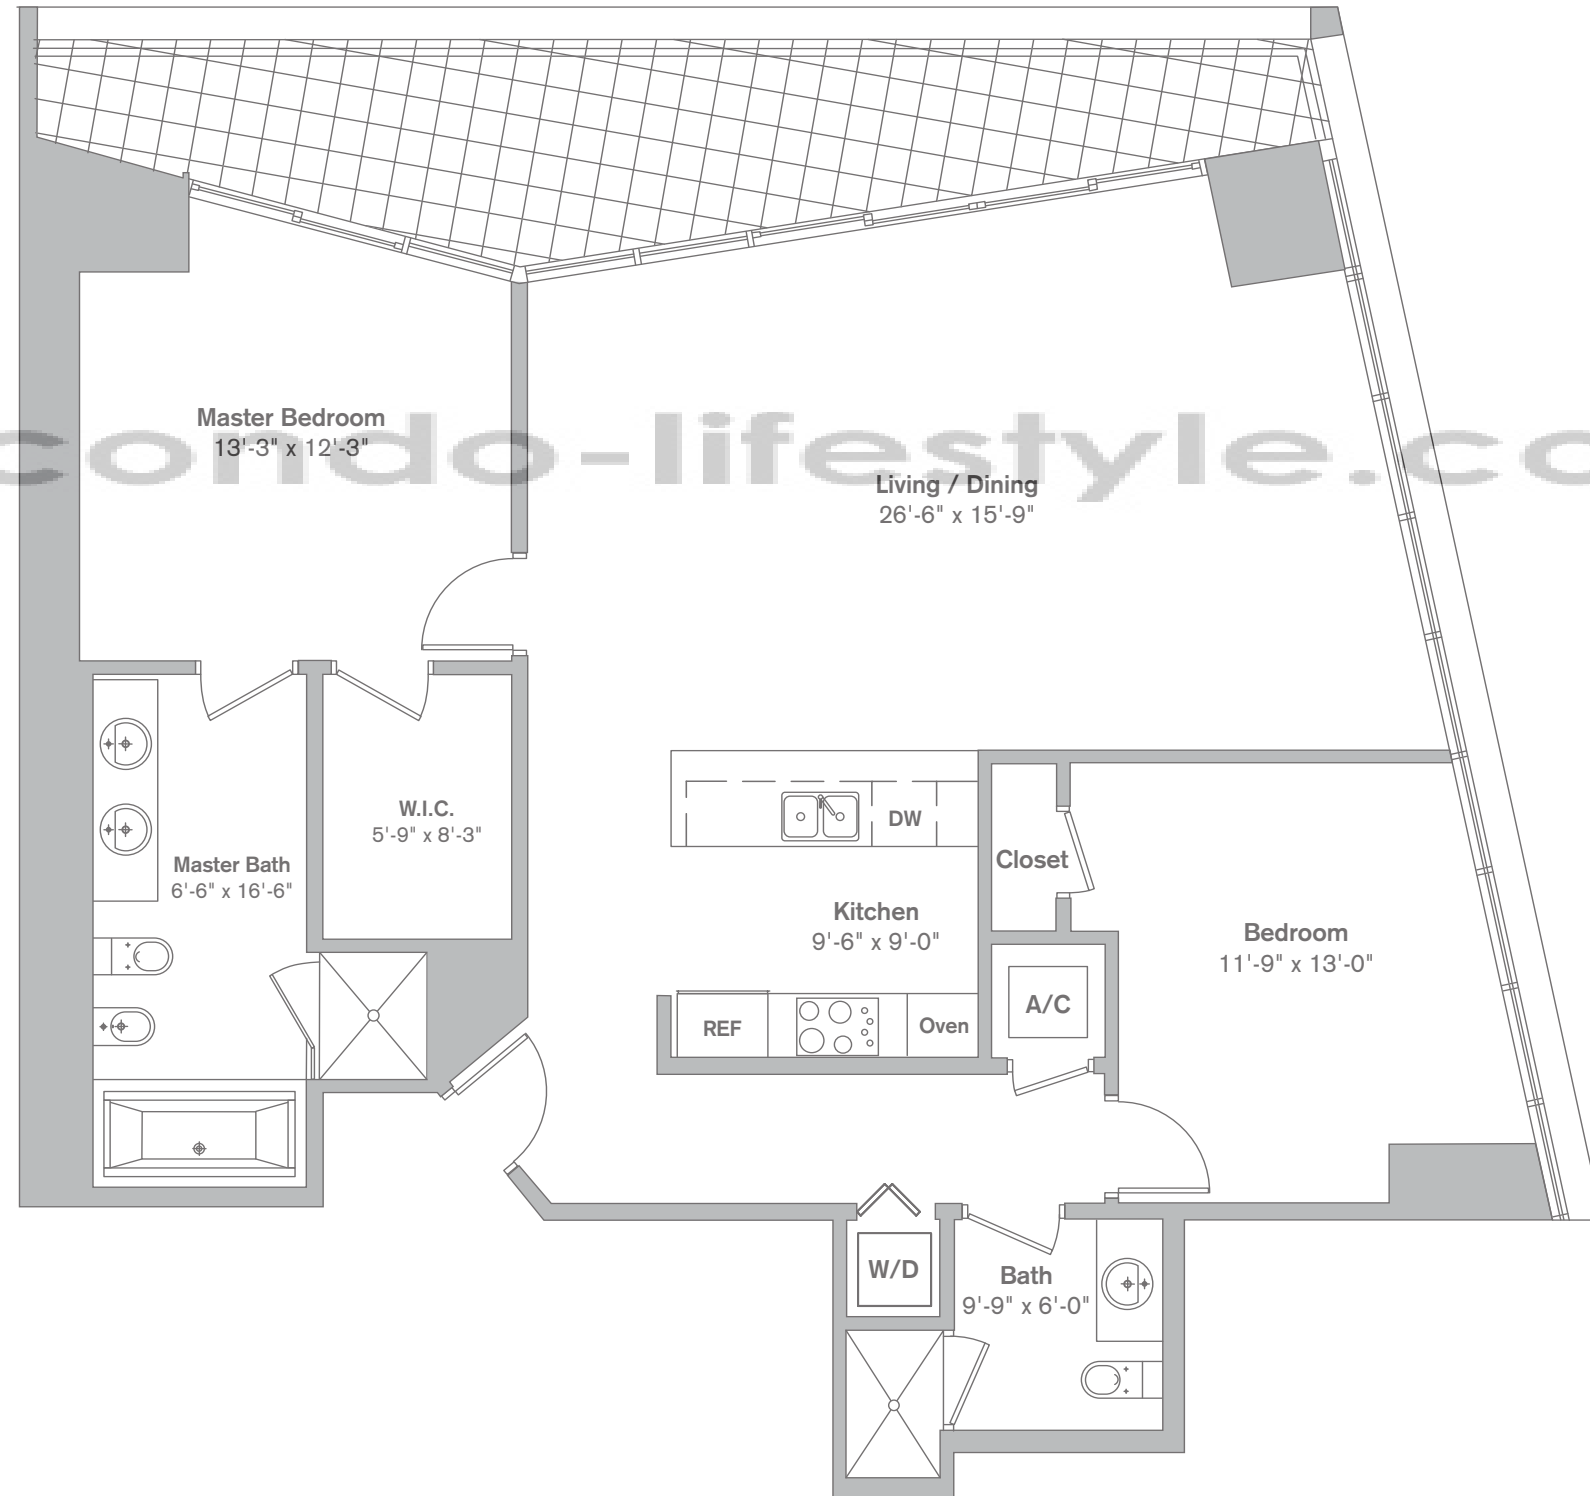 Master Bedroom
13'-3" x 12'-3"
condo-lifestyle.co
Living / Dining
26'-6" x 15'-9"
W.I.C.
5'-9" x 8'-3"
DW
Master Bath
6'-6" x 16'-6"
Closet
Kitchen
9'-6" x 9'-0"
Bedroom
11'-9" x 13'-0"
A/C
REF
Oven
W/D
Bath
9'-9" x 6'-0"